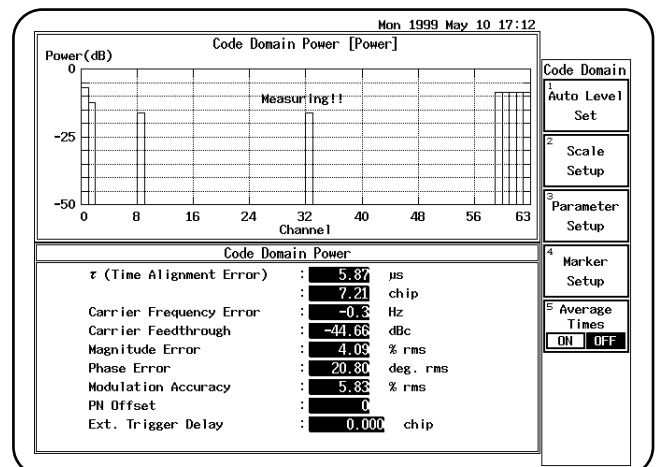 Mon 1999 May 10 17:12
Code Domain Power [Power]
Power(dB)
0
-25
-50
Measuring!!
0 8 16 24 32 40 48 56 63
Channel
Code Domain Power
τ (Time Alignment Error) : 5.87 μs
: 7.21 chip
Carrier Frequency Error : -0.3 Hz
Carrier Feedthrough : -44.66 dBc
Magnitude Error : 4.09 % rms
Phase Error : 20.80 deg. rms
Modulation Accuracy : 5.83 % rms
PN Offset : 0
Ext. Trigger Delay : 0.000 chip
Code Domain
1 Auto Level
Set
2 Scale
Setup
3 Parameter
Setup
4 Marker
Setup
5 Average
Times
ON OFF